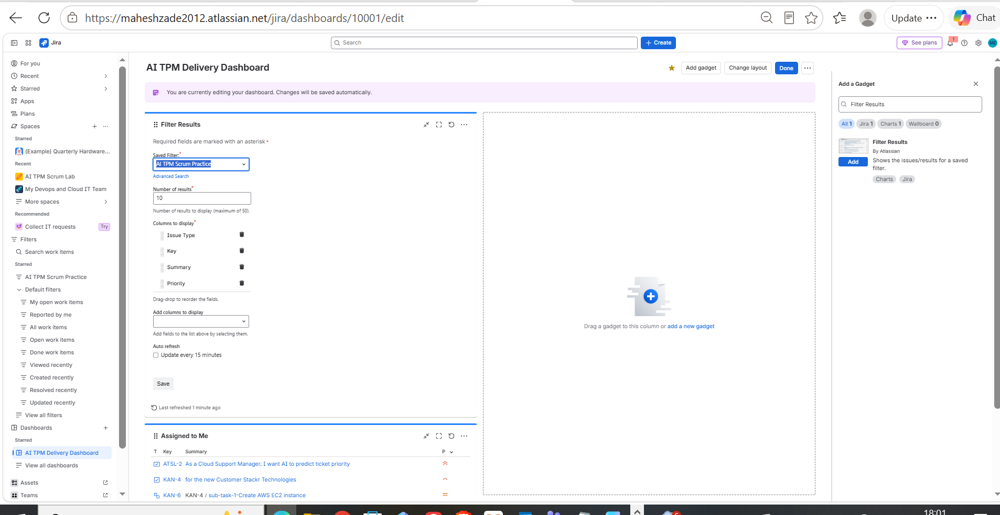 https://maheshzade2012.atlassian.net/jira/dashboards/10001/edit
Update
Chat
Jira
Search
Create
See plans
1
MZ
For you
Recent
Starred
Apps
Plans
Spaces
Starred
(Example) Quarterly Hardware...
Recent
AI TPM Scrum Lab
My Devops and Cloud IT Team
More spaces
Recommended
Collect IT requests Try
Filters
Search work items
Starred
AI TPM Scrum Practice
Default filters
My open work items
Reported by me
All work items
Open work items
Done work items
Viewed recently
Created recently
Resolved recently
Updated recently
View all filters
Dashboards
Starred
AI TPM Delivery Dashboard
View all dashboards
Assets
Teams
AI TPM Delivery Dashboard
Add gadget
Change layout
Done
You are currently editing your dashboard. Changes will be saved automatically.
Filter Results
Required fields are marked with an asterisk *
Saved Filter:*
AI TPM Scrum Practice
Advanced Search
Number of results*
10
Number of results to display (maximum of 50).
Columns to display*
Issue Type
Key
Summary
Priority
Drag-drop to reorder the fields.
Add columns to display
Add fields to the list above by selecting them.
Auto refresh
Update every 15 minutes
Save
Last refreshed 1 minute ago
Assigned to Me
T Key Summary P
ATSL-2 As a Cloud Support Manager, I want AI to predict ticket priority
KAN-4 for the new Customer Stackr Technologies
KAN-6 KAN-4 / sub-task-1-Create AWS EC2 instance
Drag a gadget to this column or add a new gadget
Add a Gadget
Filter Results
All 1 Jira 1 Charts 1 Wallboard 0
Filter Results
By Atlassian
Add
Shows the issues/results for a saved
filter.
Charts Jira
18:01